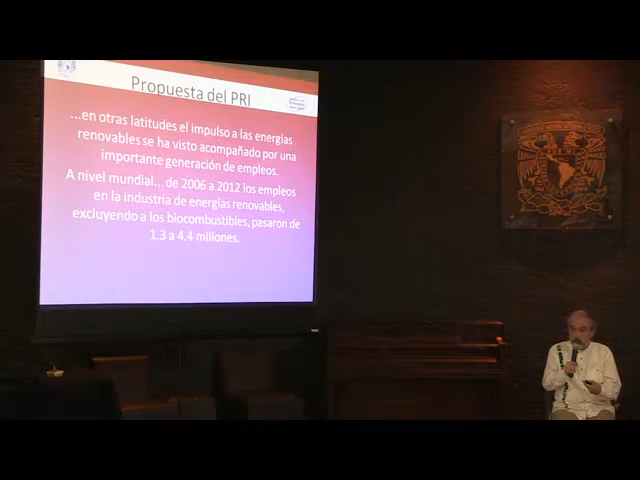 Propuesta del PRI
...en otras latitudes el impulso a las energías
renovables se ha visto acompañado por una
importante generación de empleos.
A nivel mundial... de 2006 a 2012 los empleos
en la industria de energías renovables,
excluyendo a los biocombustibles, pasaron de
1.3 a 4.4 millones.